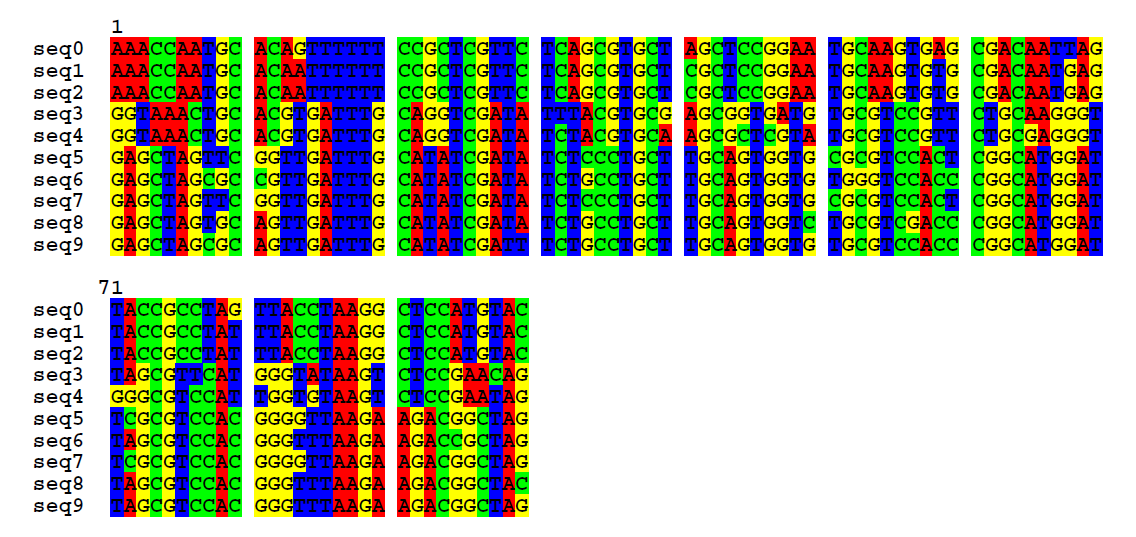 1
seq0 AAACCAATGC ACAGTTTTTT CCGCTCGTTC TCAGCGTGCT AGCTCCGGAA TGCAAGTGAG CGACAATTAG
seq1 AAACCAATGC ACAATTTTTT CCGCTCGTTC TCAGCGTGCT CGCTCCGGAA TGCAAGTGTG CGACAATGAG
seq2 AAACCAATGC ACAATTTTTT CCGCTCGTTC TCAGCGTGCT CGCTCCGGAA TGCAAGTGTG CGACAATGAG
seq3 GGTAAACTGC ACGTGATTTG CAGGTCGATA TTTACGTGCG AGCGGTGATG TGCGTCCGTT CTGCAAGGGT
seq4 GGTAAACTGC ACGTGATTTG CAGGTCGATA TCTACGTGCA AGCGCTCGTA TGCGTCCGTT CTGCGAGGGT
seq5 GAGCTAGTTC GGTTGATTTG CATATCGATA TCTCCCTGCT TGCAGTGGTG CGCGTCCACT CGGCATGGAT
seq6 GAGCTAGCGC CGTTGATTTG CATATCGATA TCTGCCTGCT TGCAGTGGTG TGGGTCCACC CGGCATGGAT
seq7 GAGCTAGTTC GGTTGATTTG CATATCGATA TCTCCCTGCT TGCAGTGGTG CGCGTCCACT CGGCATGGAT
seq8 GAGCTAGTGC AGTTGATTTG CATATCGATA TCTGCCTGCT TGCAGTGGTC TGCGTCGACC CGGCATGGAT
seq9 GAGCTAGCGC AGTTGATTTG CATATCGATT TCTGCCTGCT TGCAGTGGTG TGCGTCCACC CGGCATGGAT
71
seq0 TACCGCCTAG TTACCTAAGG CTCCATGTAC
seq1 TACCGCCTAT TTACCTAAGG CTCCATGTAC
seq2 TACCGCCTAT TTACCTAAGG CTCCATGTAC
seq3 TAGCGTTCAT GGGTATAAGT CTCCGAACAG
seq4 GGGCGTCCAT TGGTGTAAGT CTCCGAATAG
seq5 TCGCGTCCAC GGGGTTAAGA AGACGGCTAG
seq6 TAGCGTCCAC GGGTTTAAGA AGACCGCTAG
seq7 TCGCGTCCAC GGGGTTAAGA AGACGGCTAG
seq8 TAGCGTCCAC GGGTTTAAGA AGACGGCTAC
seq9 TAGCGTCCAC GGGTTTAAGA AGACGGCTAG